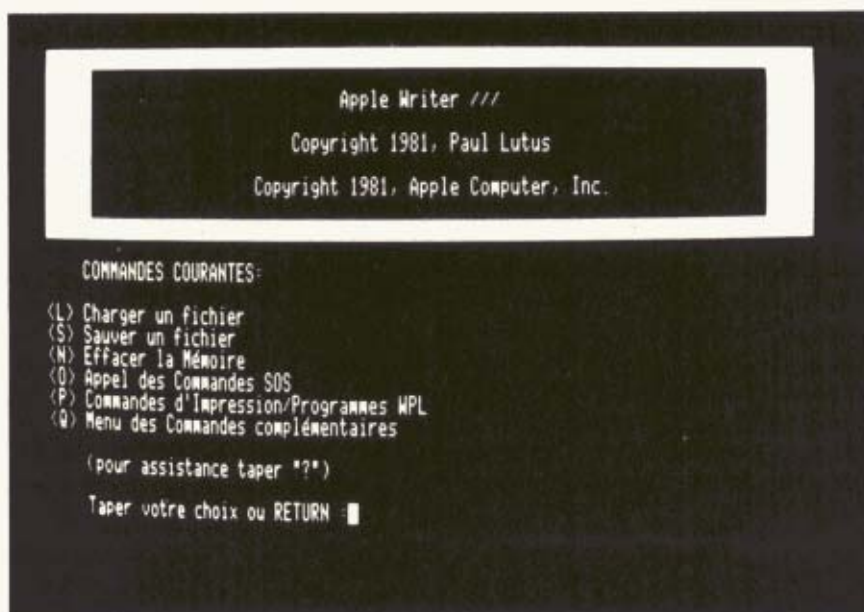 Apple Writer ///
Copyright 1981, Paul Lutus
Copyright 1981, Apple Computer, Inc.
COMMANDES COURANTES:
<L> Charger un fichier
<S> Sauver un fichier
<N> Effacer la Mémoire
<O> Appel des Commandes SOS
<P> Commandes d'Impression/Programmes WPL
<Q> Menu des Commandes complémentaires
(pour assistance taper "?")
Taper votre choix ou RETURN :